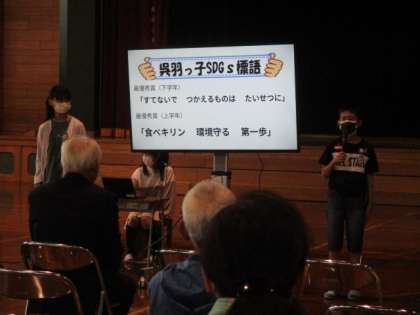 呉羽っ子SDGs標語
最優秀賞（下学年）
「すてないで　つかえるものは　たいせつに」
最優秀賞（上学年）
「食べキリン　環境守る　第一歩」